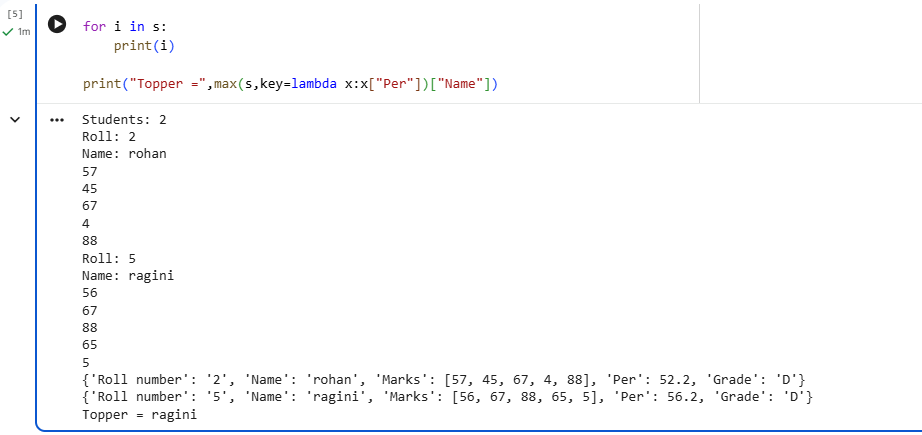 [5]
1m
for i in s:
    print(i)
print("Topper =",max(s,key=lambda x:x["Per"])["Name"])
Students: 2
Roll: 2
Name: rohan
57
45
67
4
88
Roll: 5
Name: ragini
56
67
88
65
5
{'Roll number': '2', 'Name': 'rohan', 'Marks': [57, 45, 67, 4, 88], 'Per': 52.2, 'Grade': 'D'}
{'Roll number': '5', 'Name': 'ragini', 'Marks': [56, 67, 88, 65, 5], 'Per': 56.2, 'Grade': 'D'}
Topper = ragini